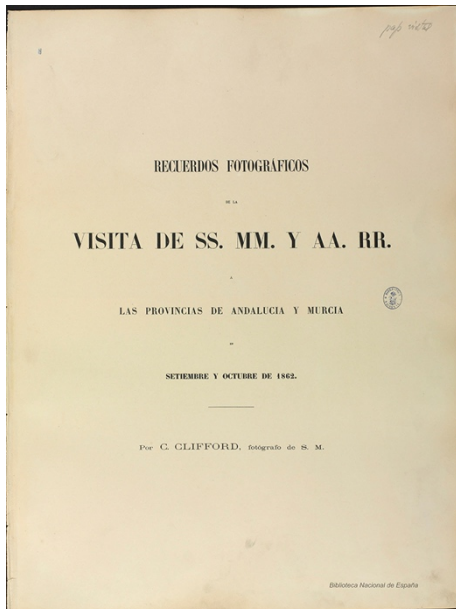 RECUERDOS FOTOGRÁFICOS
DE LA
VISITA DE SS. MM. Y AA. RR.
Á
LAS PROVINCIAS DE ANDALUCIA Y MURCIA
EN
SETIEMBRE Y OCTUBRE DE 1862.
Por C. CLIFFORD, fotógrafo de S. M.
Biblioteca Nacional de España